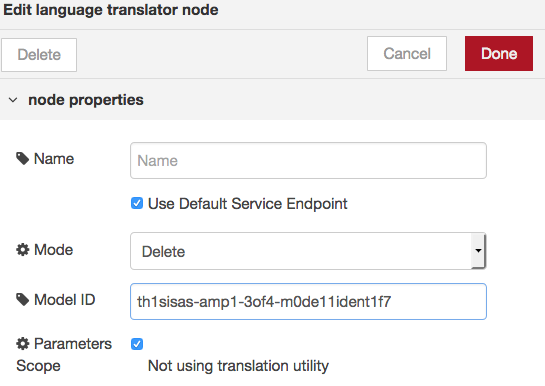 Edit language translator node
Delete
Cancel
Done
node properties
Name
Name
Use Default Service Endpoint
Mode
Delete
Model ID
th1sisas-amp1-3of4-m0de11ident1f7
Parameters
Scope
Not using translation utility